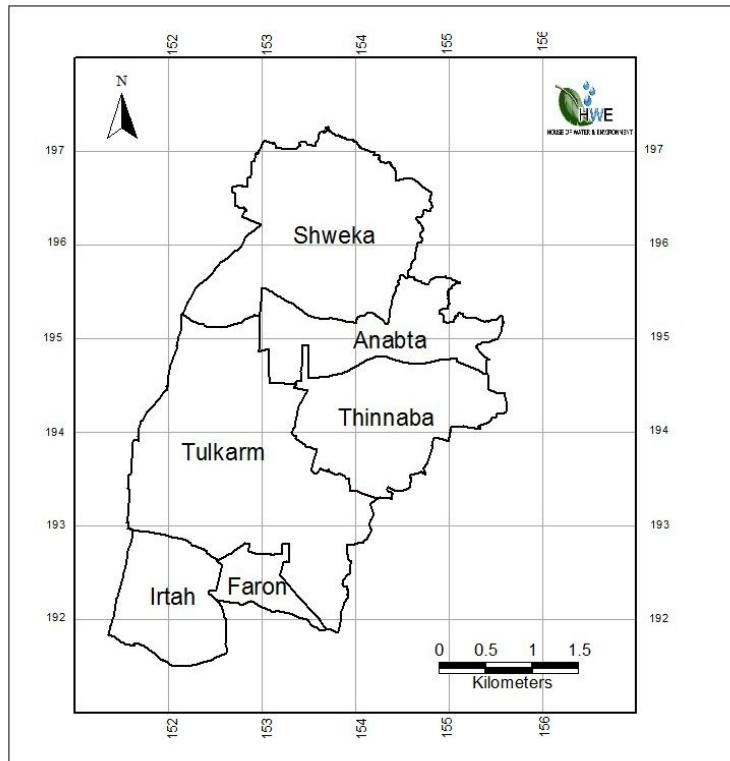 152 153 154 155 156
N
HWE
HOUSE OF WATER & ENVIRONMENT
197 197
Shweka
196 196
195 195
Anabta
Thinnaba
194 194
Tulkarm
193 193
Faron
Irtah
192 192
0 0.5 1 1.5
Kilometers
152 153 154 155 156